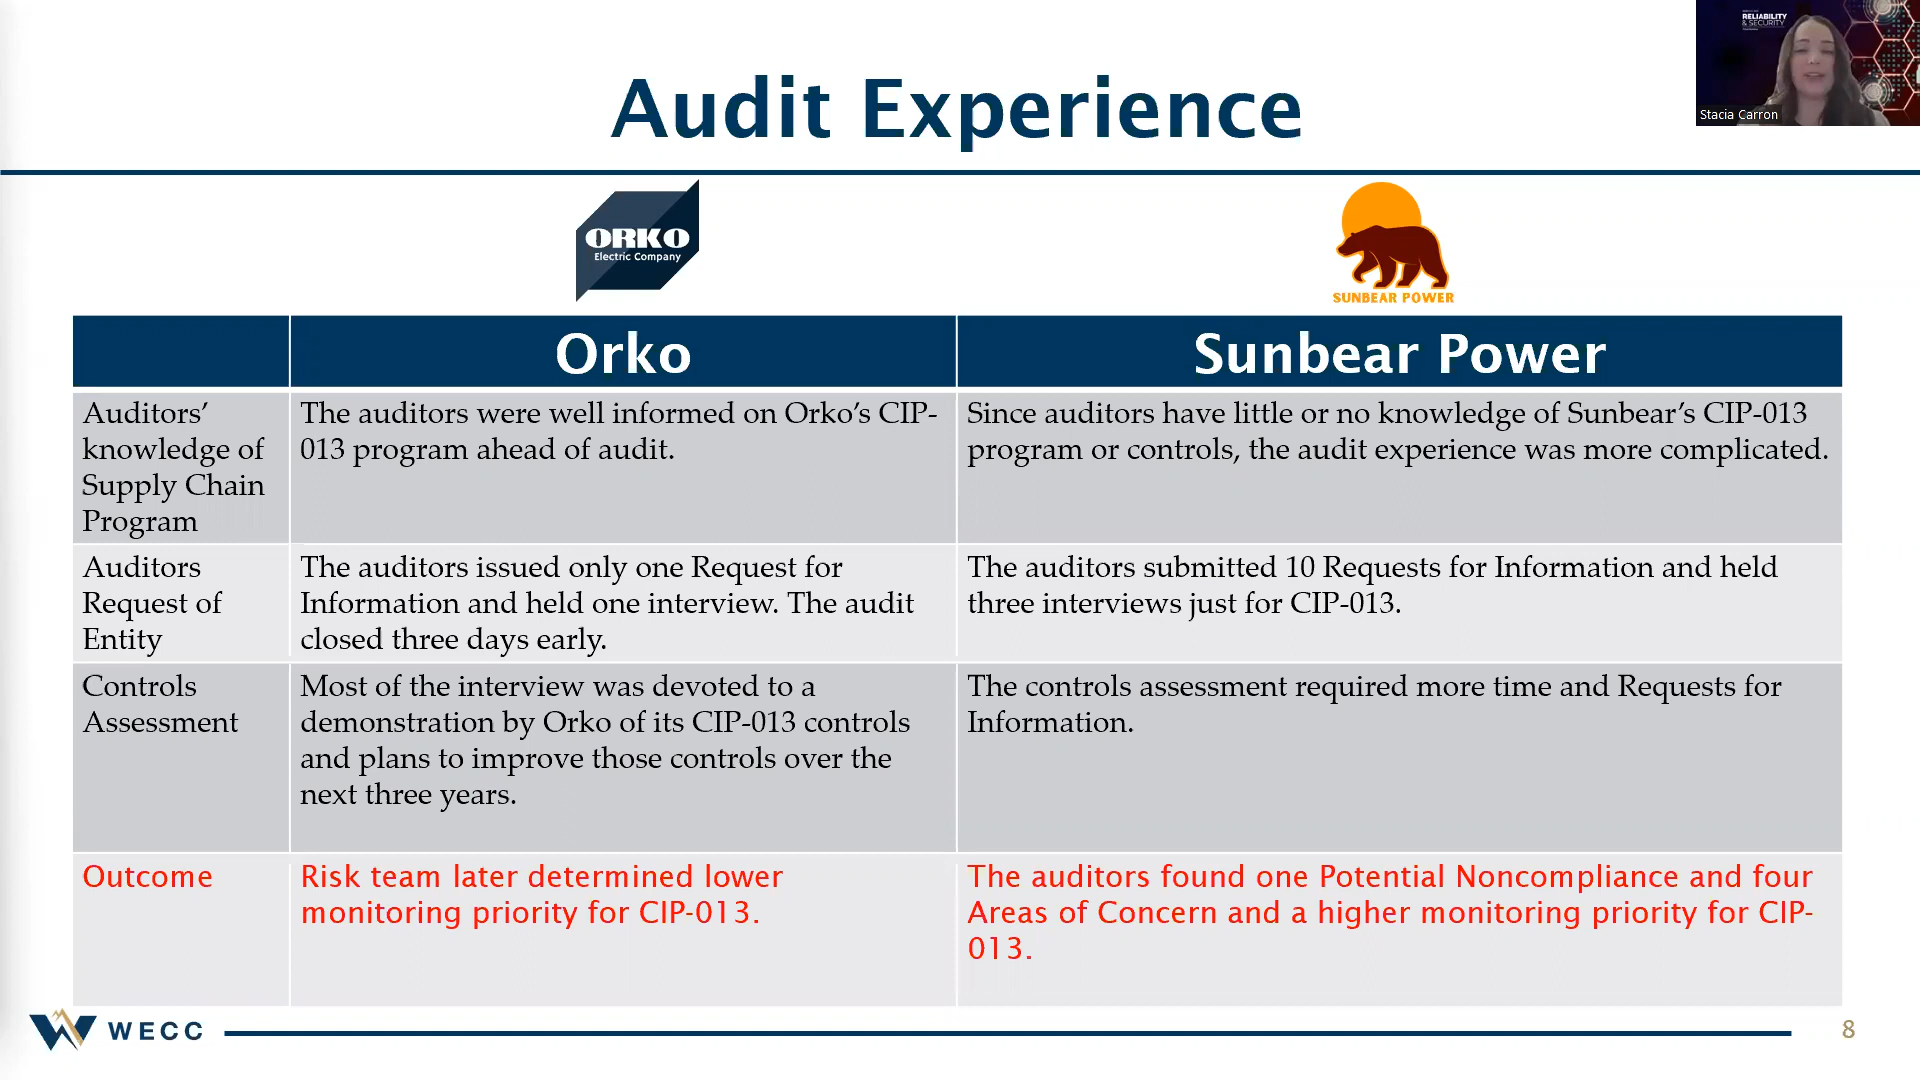 RELIABILITY
& SECURITY
Stacia Carron
Audit Experience
ORKO
Electric Company
SUNBEAR POWER
Orko
Sunbear Power
Auditors’
knowledge of
Supply Chain
Program
The auditors were well informed on Orko’s CIP-
013 program ahead of audit.
Since auditors have little or no knowledge of Sunbear’s CIP-013
program or controls, the audit experience was more complicated.
Auditors
Request of
Entity
The auditors issued only one Request for
Information and held one interview. The audit
closed three days early.
The auditors submitted 10 Requests for Information and held
three interviews just for CIP-013.
Controls
Assessment
Most of the interview was devoted to a
demonstration by Orko of its CIP-013 controls
and plans to improve those controls over the
next three years.
The controls assessment required more time and Requests for
Information.
Outcome
Risk team later determined lower
monitoring priority for CIP-013.
The auditors found one Potential Noncompliance and four
Areas of Concern and a higher monitoring priority for CIP-
013.
WECC
8